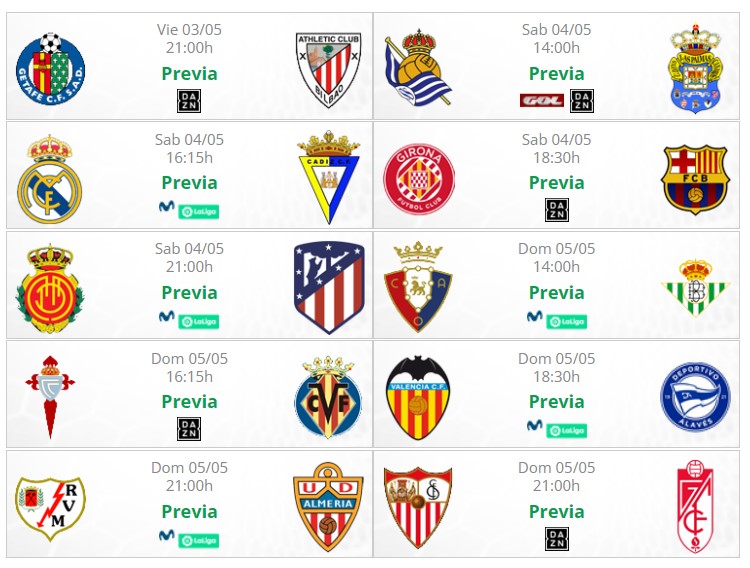 GETAFE C.F. S.A.D.
Vie 03/05
21:00h
Previa
DAZN
ATHLETIC CLUB
BILBAO
Sab 04/05
14:00h
Previa
GOL DAZN
LAS PALMAS
Sab 04/05
16:15h
Previa
LaLiga
CADIZ C.F.
GIRONA
FUTBOL CLUB
Sab 04/05
18:30h
Previa
DAZN
FCB
Sab 04/05
21:00h
Previa
LaLiga
C A
O
Dom 05/05
14:00h
Previa
LaLiga
Dom 05/05
16:15h
Previa
DAZN
CVF
VALENCIA C.F.
Dom 05/05
18:30h
Previa
LaLiga
DEPORTIVO
19 21
ALAVÉS
R
V
M
Dom 05/05
21:00h
Previa
LaLiga
U D
ALMERIA
Dom 05/05
21:00h
Previa
DAZN